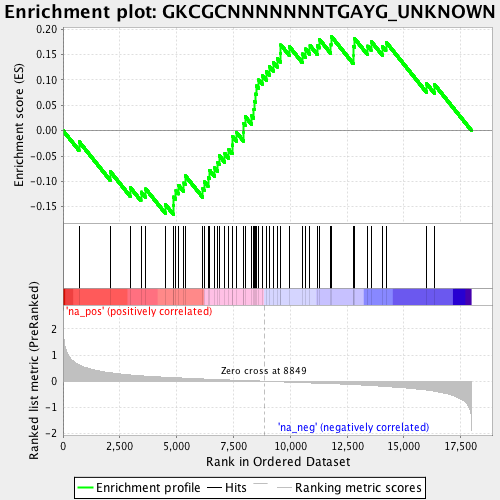 Enrichment plot: GKCGCNNNNNNNTGAYG_UNKNOWN
Enrichment score (ES)
0.20
0.15
0.10
0.05
0.00
-0.05
-0.10
-0.15
'na_pos' (positively correlated)
Ranked list metric (PreRanked)
2
1
0
-1
-2
Zero cross at 8849
'na_neg' (negatively correlated)
0
2,500
5,000
7,500
10,000
12,500
15,000
17,500
Rank in Ordered Dataset
Enrichment profile
Hits
Ranking metric scores